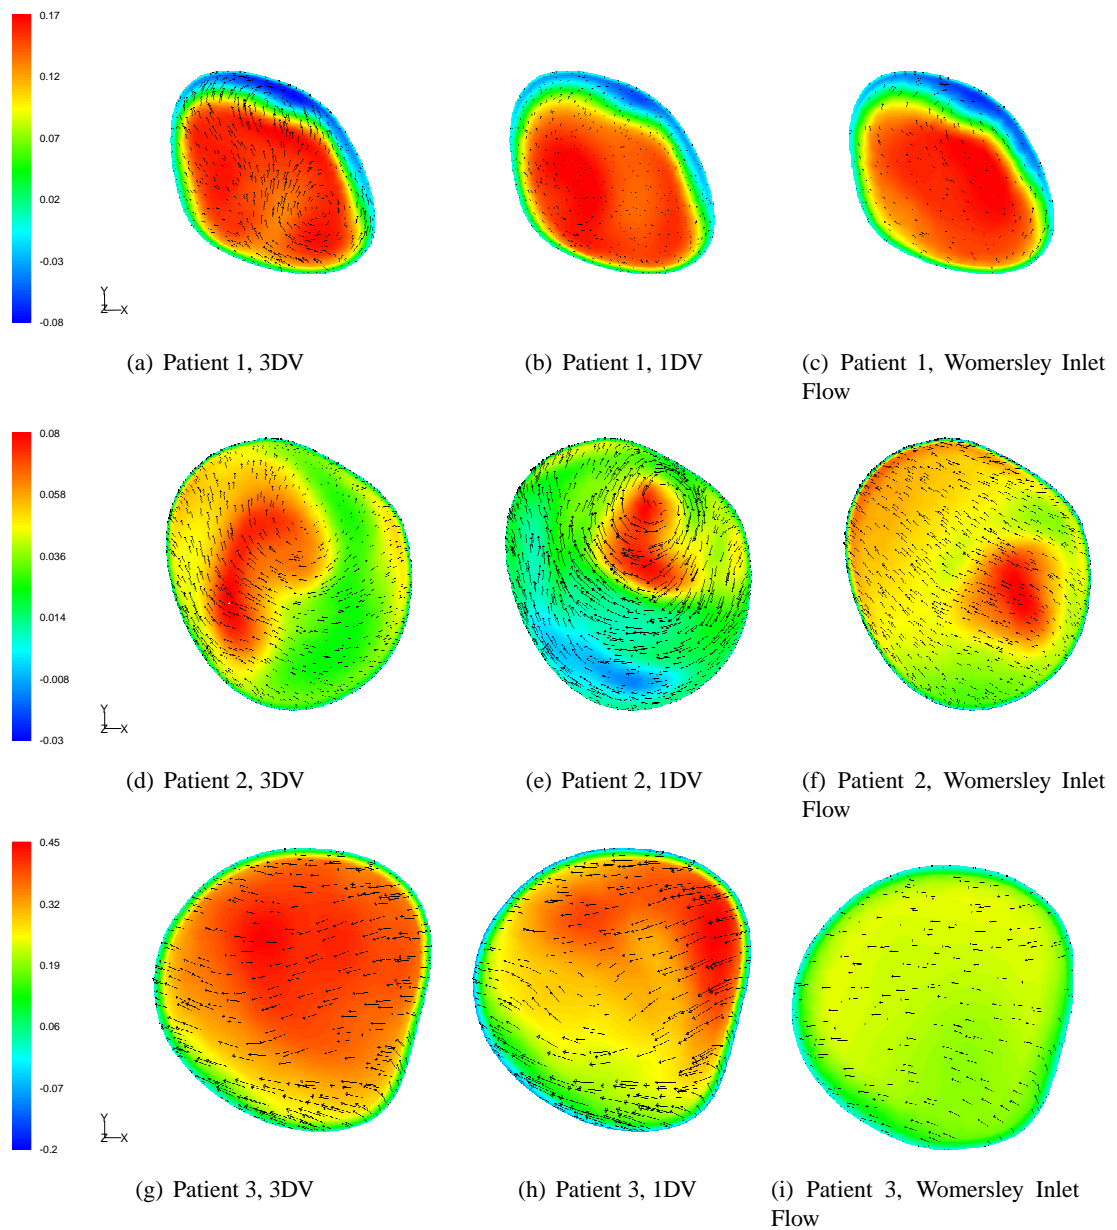 0.17
0.12
0.07
0.02
-0.03
-0.08
Y
Z X
(a) Patient 1, 3DV
(b) Patient 1, 1DV
(c) Patient 1, Womersley Inlet
Flow
0.08
0.058
0.036
0.014
-0.008
-0.03
Y
Z X
(d) Patient 2, 3DV
(e) Patient 2, 1DV
(f) Patient 2, Womersley Inlet
Flow
0.45
0.32
0.19
0.06
-0.07
-0.2
Y
Z X
(g) Patient 3, 3DV
(h) Patient 3, 1DV
(i) Patient 3, Womersley Inlet
Flow